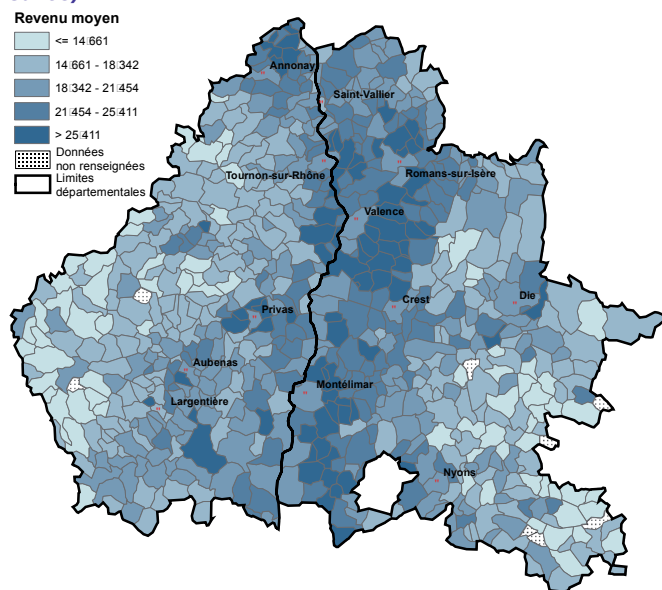 Revenu moyen
<= 14 661
14 661 - 18 342
18 342 - 21 454
21 454 - 25 411
> 25 411
Données
non renseignées
Limites
départementales
Annonay
Saint-Vallier
Tournon-sur-Rhône
Romans-sur-Isère
Valence
Crest
Die
Privas
Aubenas
Largentière
Montélimar
Nyons